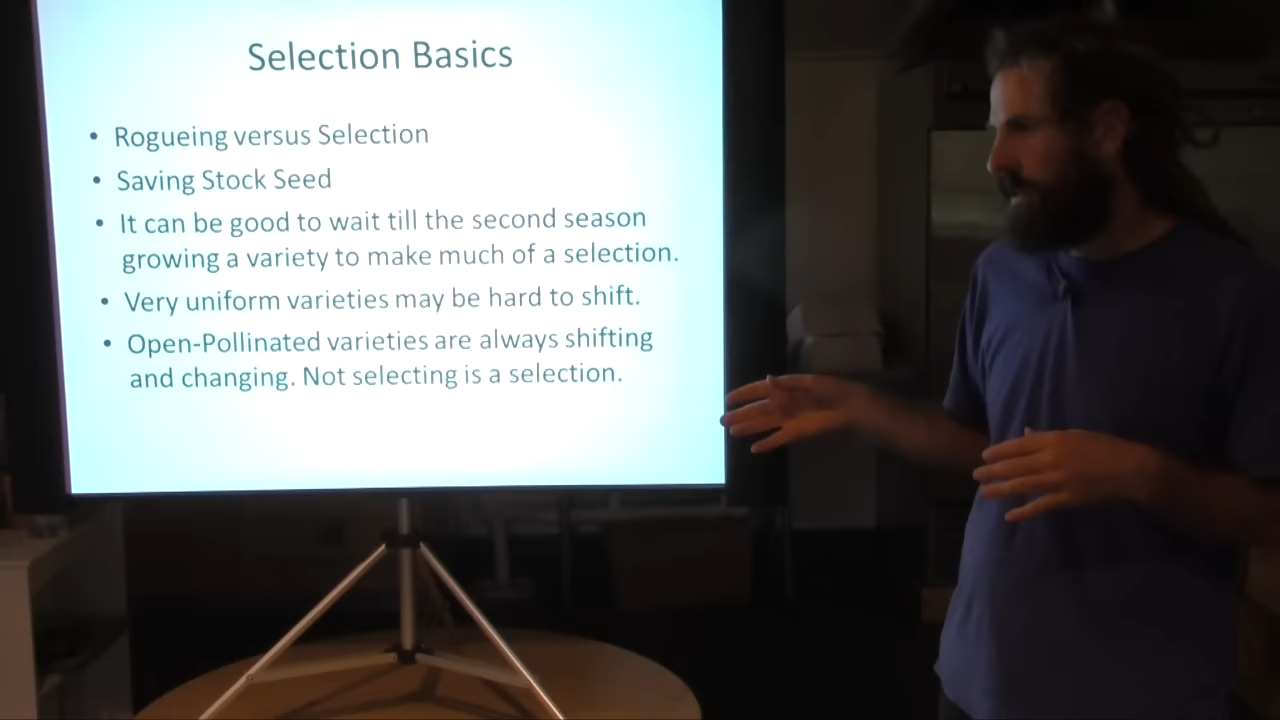 Selection Basics
• Rogueing versus Selection
• Saving Stock Seed
• It can be good to wait till the second season
growing a variety to make much of a selection.
• Very uniform varieties may be hard to shift.
• Open-Pollinated varieties are always shifting
and changing. Not selecting is a selection.